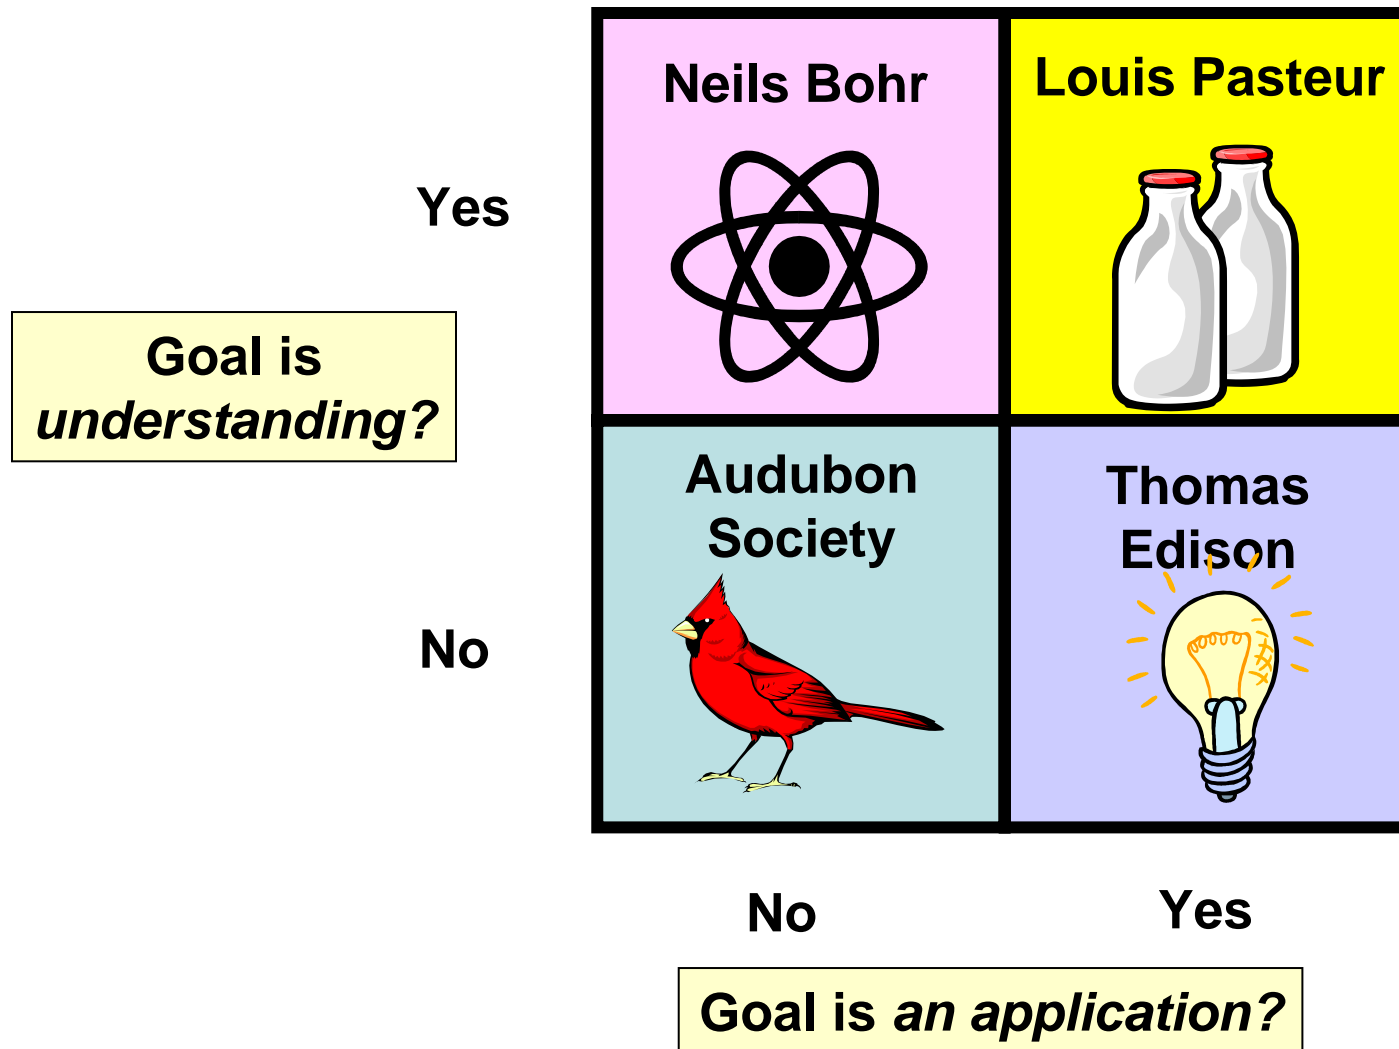 Neils Bohr
Louis Pasteur
Yes
Goal is
understanding?
Audubon
Society
Thomas
Edison
No
No
Yes
Goal is an application?